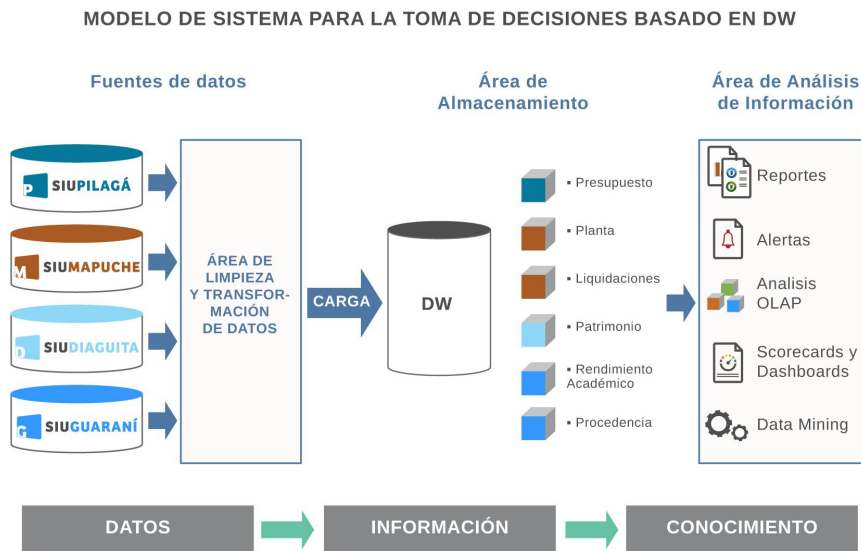 MODELO DE SISTEMA PARA LA TOMA DE DECISIONES BASADO EN DW
Fuentes de datos
Área de
Almacenamiento
Área de Análisis
de Información
P SIUPILAGÁ
M SIUMAPUCHE
D SIUDIAGUITA
G SIUGUARANÍ
ÁREA DE
LIMPIEZA
Y TRANSFOR-
MACIÓN
DE DATOS
CARGA
DW
▪ Presupuesto
▪ Planta
▪ Liquidaciones
▪ Patrimonio
▪ Rendimiento
Académico
▪ Procedencia
Reportes
Alertas
Analisis
OLAP
Scorecards y
Dashboards
Data Mining
DATOS
INFORMACIÓN
CONOCIMIENTO